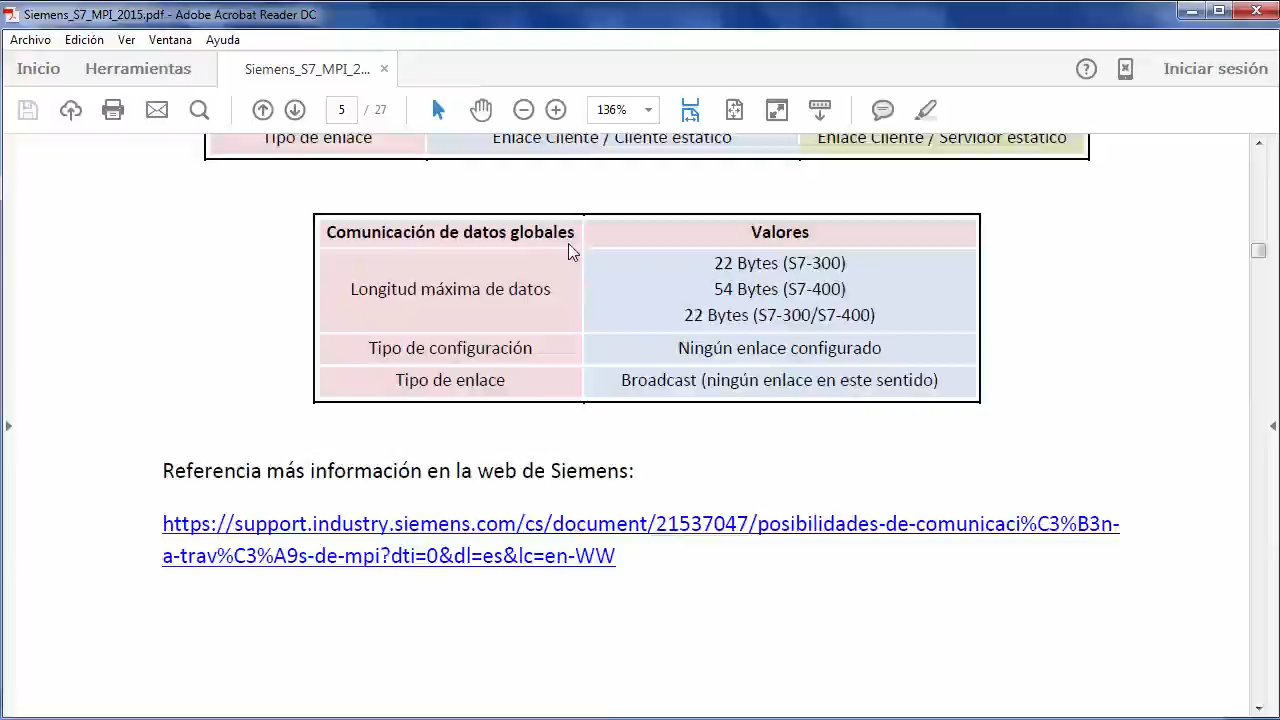 Siemens_S7_MPI_2015.pdf - Adobe Acrobat Reader DC
Archivo Edición Ver Ventana Ayuda
Inicio Herramientas Siemens_S7_MPI_2... × Iniciar sesión
5 / 27 136%
Tipo de enlace Enlace Cliente / Cliente estático Enlace Cliente / Servidor estático
Comunicación de datos globales Valores
Longitud máxima de datos
22 Bytes (S7-300)
54 Bytes (S7-400)
22 Bytes (S7-300/S7-400)
Tipo de configuración Ningún enlace configurado
Tipo de enlace Broadcast (ningún enlace en este sentido)
Referencia más información en la web de Siemens:
https://support.industry.siemens.com/cs/document/21537047/posibilidades-de-comunicaci%C3%B3n-
a-trav%C3%A9s-de-mpi?dti=0&dl=es&lc=en-WW